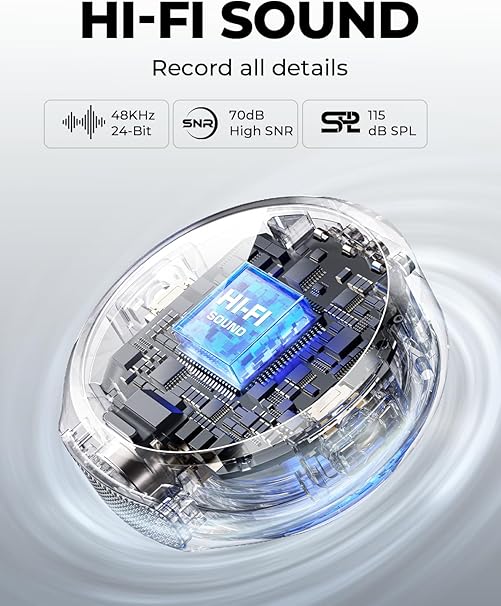 HI-FI SOUND
Record all details
48KHz
24-Bit
SNR
70dB
High SNR
SPL
115
dB SPL
HI-FI
SOUND